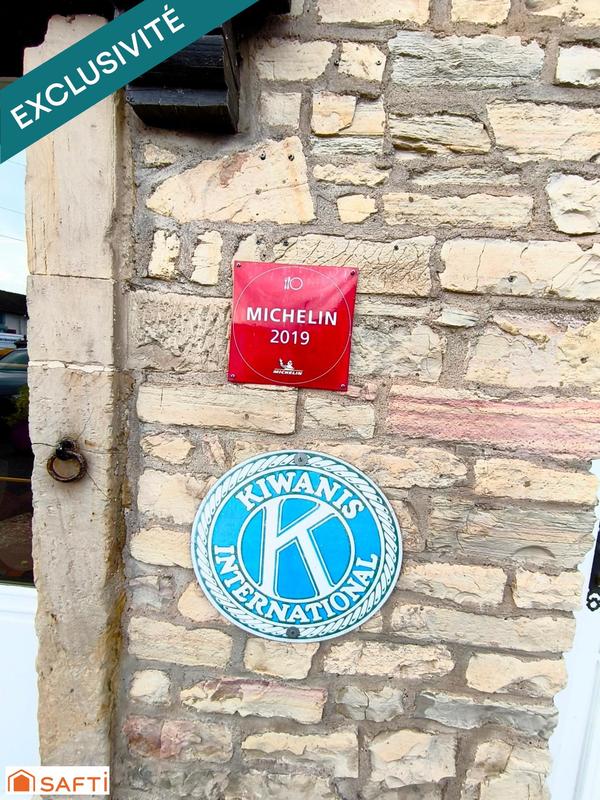 EXCLUSIVITÉ
MICHELIN
2019
MICHELIN
KIWANIS
K
INTERNATIONAL
SAFTI